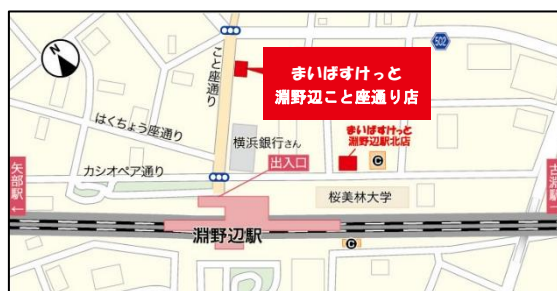 N
502
こと座通り
まいばすけっと
淵野辺こと座通り店
はくちょう座通り
横浜銀行さん
まいばすけっと
淵野辺駅北店
C
出入口
カシオペア通り
矢部駅←
桜美林大学
古淵駅→
淵野辺駅
C